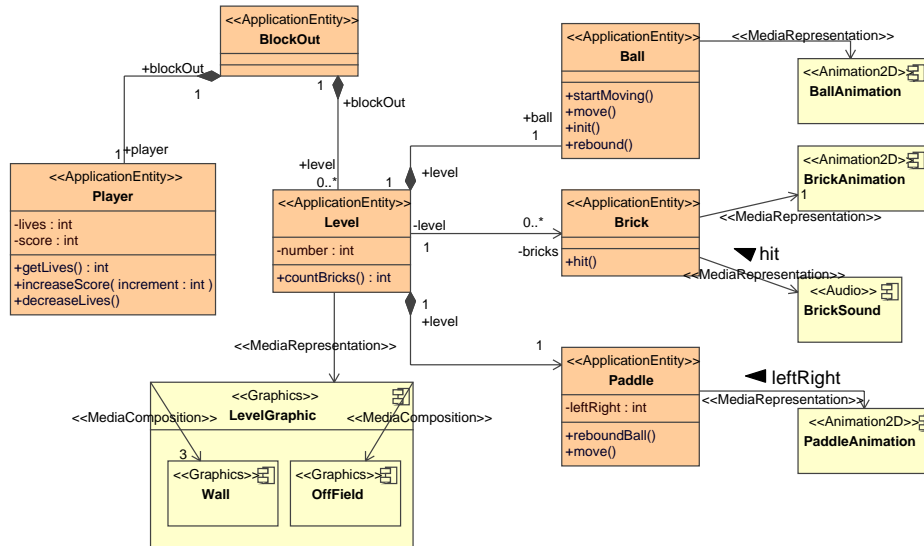 <<ApplicationEntity>>
BlockOut
+blockOut
1
1
+blockOut
+player
1
<<ApplicationEntity>>
Player
-lives : int
-score : int
+getLives() : int
+increaseScore( increment : int )
+decreaseLives()
+level
0..*
<<ApplicationEntity>>
Level
-number : int
+countBricks() : int
<<ApplicationEntity>>
Ball
+startMoving()
+move()
+init()
+rebound()
+ball
1
1
+level
<<MediaRepresentation>>
<<Animation2D>>
BallAnimation
-level
1
0..*
-bricks
<<ApplicationEntity>>
Brick
+hit()
<<Animation2D>>
BrickAnimation
1
<<MediaRepresentation>>
hit
<<MediaRepresentation>>
<<Audio>>
BrickSound
1
+level
1
<<ApplicationEntity>>
Paddle
-leftRight : int
+reboundBall()
+move()
leftRight
<<MediaRepresentation>>
<<Animation2D>>
PaddleAnimation
<<MediaRepresentation>>
<<Graphics>>
LevelGraphic
<<MediaComposition>>
<<MediaComposition>>
3
<<Graphics>>
Wall
<<Graphics>>
OffField